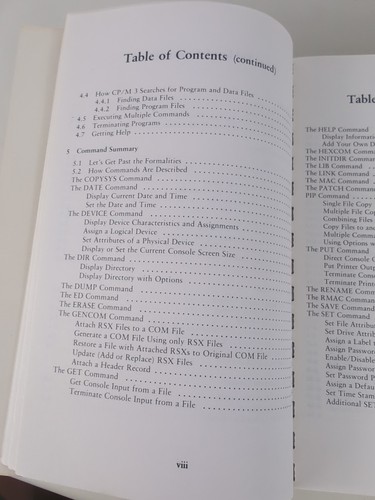 Table of Contents (continued)
4.4 How CP/M 3 Searches for Program and Data Files
4.4.1 Finding Data Files
4.4.2 Finding Program Files
4.5 Executing Multiple Commands
4.6 Terminating Programs
4.7 Getting Help
5 Command Summary
5.1 Let's Get Past the Formalities
5.2 How Commands Are Described
The COPYSYS Command
The DATE Command
Display Current Date and Time
Set the Date and Time
The DEVICE Command
Display Device Characteristics and Assignments
Assign a Logical Device
Set Attributes of a Physical Device
Display or Set the Current Console Screen Size
The DIR Command
Display Directory
Display Directory with Options
The DUMP Command
The ED Command
The ERASE Command
The GENCOM Command
Attach RSX Files to a COM File
Generate a COM File Using only RSX Files
Restore a File with Attached RSXs to Original COM File
Update (Add or Replace) RSX Files
Attach a Header Record
The GET Command
Get Console Input from a File
Terminate Console Input from a File
viii
Table
The HELP Command
Display Informati
Add Your Own D
The HEXCOM Command
The INITDIR Command
The LIB Command
The LINK Command
The MAC Command
The PATCH Command
PIP Command
Single File Copy
Multiple File Cop
Combining Files
Copy Files to an
Multiple Comman
Using Options w
The PUT Command
Direct Console O
Put Printer Outp
Terminate Consol
Terminate Printe
The RENAME Command
The RMAC Command
The SAVE Command
The SET Command
Set File Attribu
Set Drive Attrib
Assign a Label t
Assign Passwor
Enable/Disable
Assign Passwor
Set Password P
Assign a Defau
Set Time Stam
Additional SET